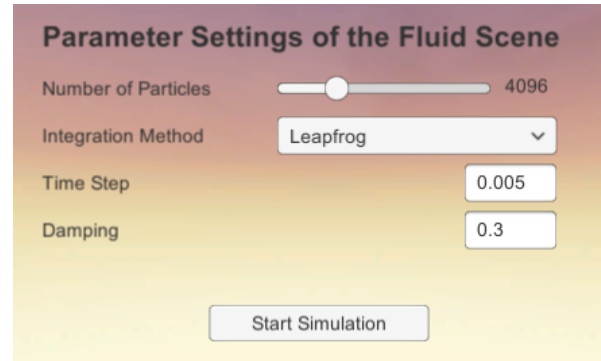 Parameter Settings of the Fluid Scene
Number of Particles 4096
Integration Method Leapfrog
Time Step 0.005
Damping 0.3
Start Simulation